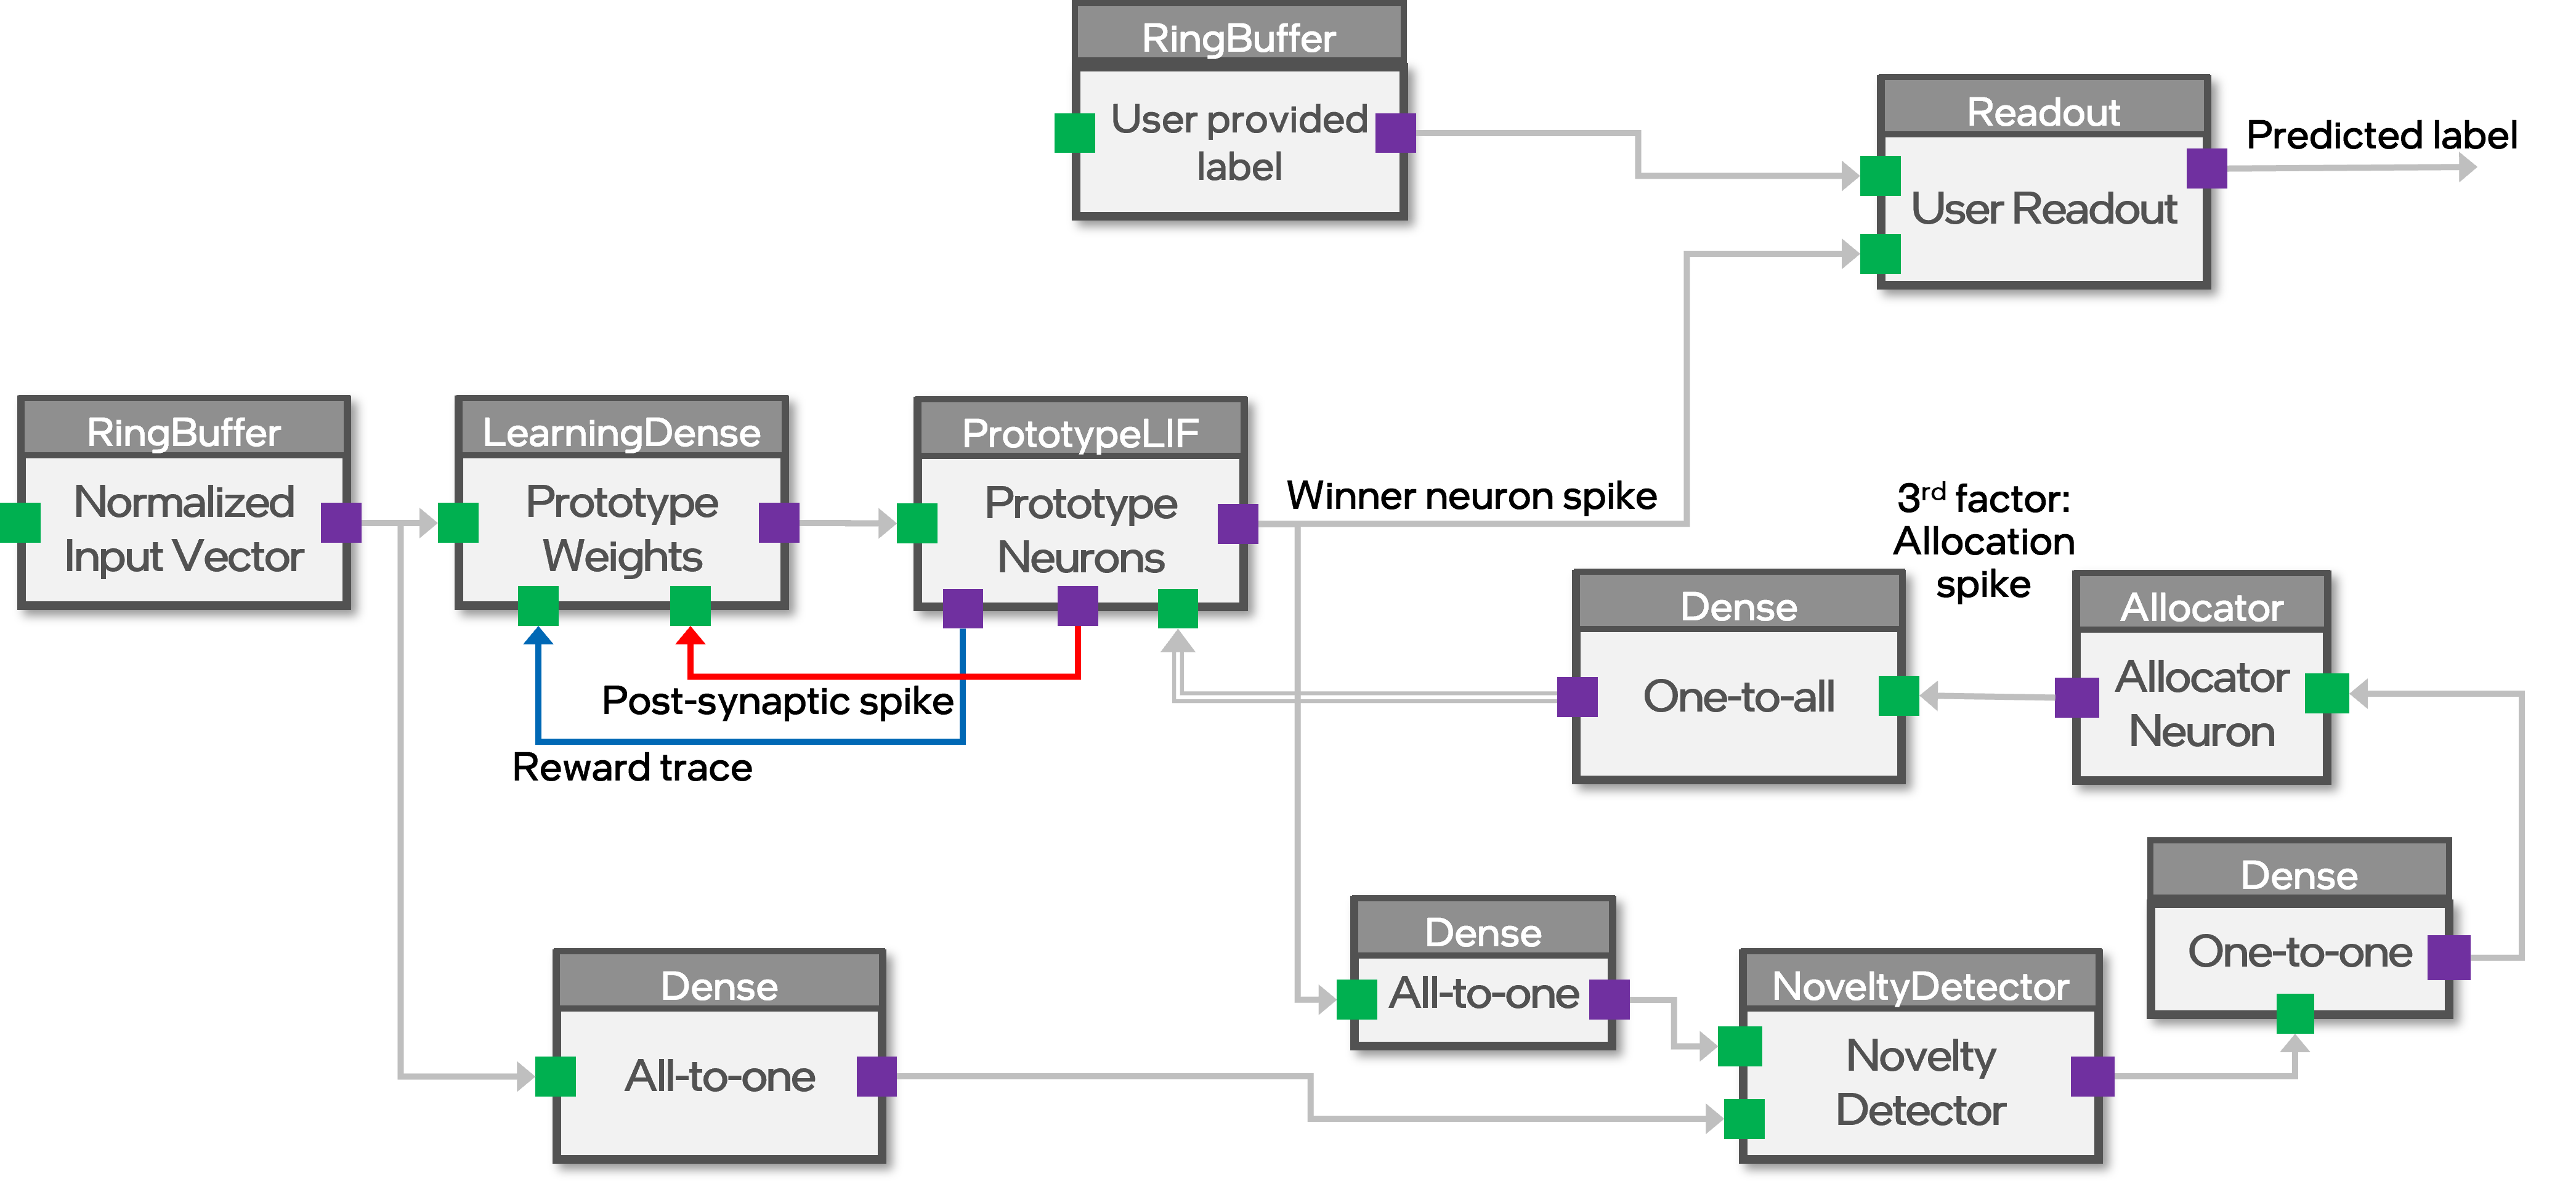 RingBuffer
User provided
label
Readout
User Readout
Predicted label
RingBuffer
Normalized
Input Vector
LearningDense
Prototype
Weights
PrototypeLIF
Prototype
Neurons
Winner neuron spike
3rd factor:
Allocation
spike
Post-synaptic spike
Reward trace
Dense
One-to-all
Allocator
Allocator
Neuron
Dense
One-to-one
Dense
All-to-one
Dense
All-to-one
NoveltyDetector
Novelty
Detector